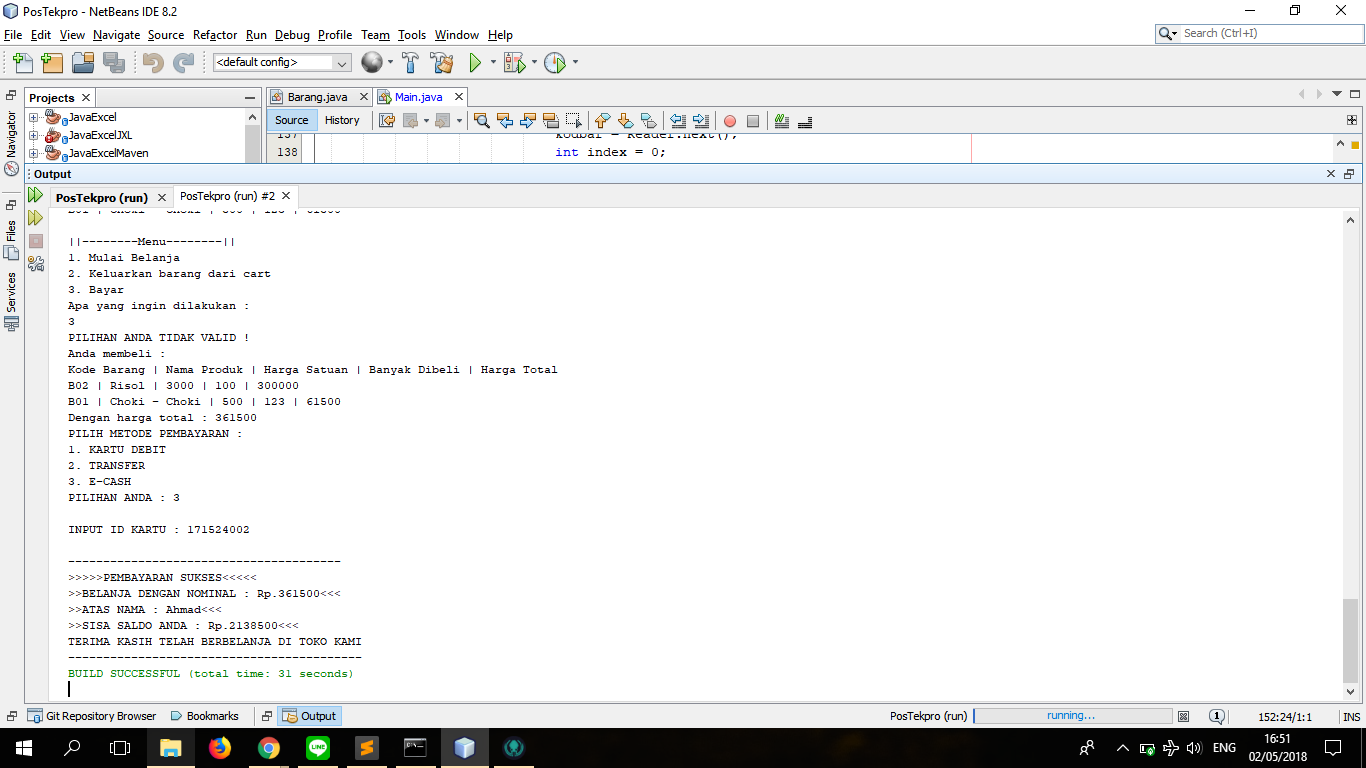 PosTekpro - NetBeans IDE 8.2
File Edit View Navigate Source Refactor Run Debug Profile Team Tools Window Help
Search (Ctrl+I)
<default config>
Projects
Barang.java
Main.java
Navigator
Files
Services
JavaExcel
JavaExcelJXL
JavaExcelMaven
Source History
137 kodbar = Reader.next();
138 int index = 0;
Output
PosTekpro (run)
PosTekpro (run) #2
B01 | Choki - Choki | 500 | 123 | 61500
||--------Menu--------||
1. Mulai Belanja
2. Keluarkan barang dari cart
3. Bayar
Apa yang ingin dilakukan :
3
PILIHAN ANDA TIDAK VALID !
Anda membeli :
Kode Barang | Nama Produk | Harga Satuan | Banyak Dibeli | Harga Total
B02 | Risol | 3000 | 100 | 300000
B01 | Choki - Choki | 500 | 123 | 61500
Dengan harga total : 361500
PILIH METODE PEMBAYARAN :
1. KARTU DEBIT
2. TRANSFER
3. E-CASH
PILIHAN ANDA : 3
INPUT ID KARTU : 171524002
---------------------------------------
>>>>>PEMBAYARAN SUKSES<<<<<
>>BELANJA DENGAN NOMINAL : Rp.361500<<<
>>ATAS NAMA : Ahmad<<<
>>SISA SALDO ANDA : Rp.2138500<<<
TERIMA KASIH TELAH BERBELANJA DI TOKO KAMI
------------------------------------------
BUILD SUCCESSFUL (total time: 31 seconds)
Git Repository Browser
Bookmarks
Output
PosTekpro (run)
running...
1
152:24/1:1
INS
ENG
16:51
02/05/2018